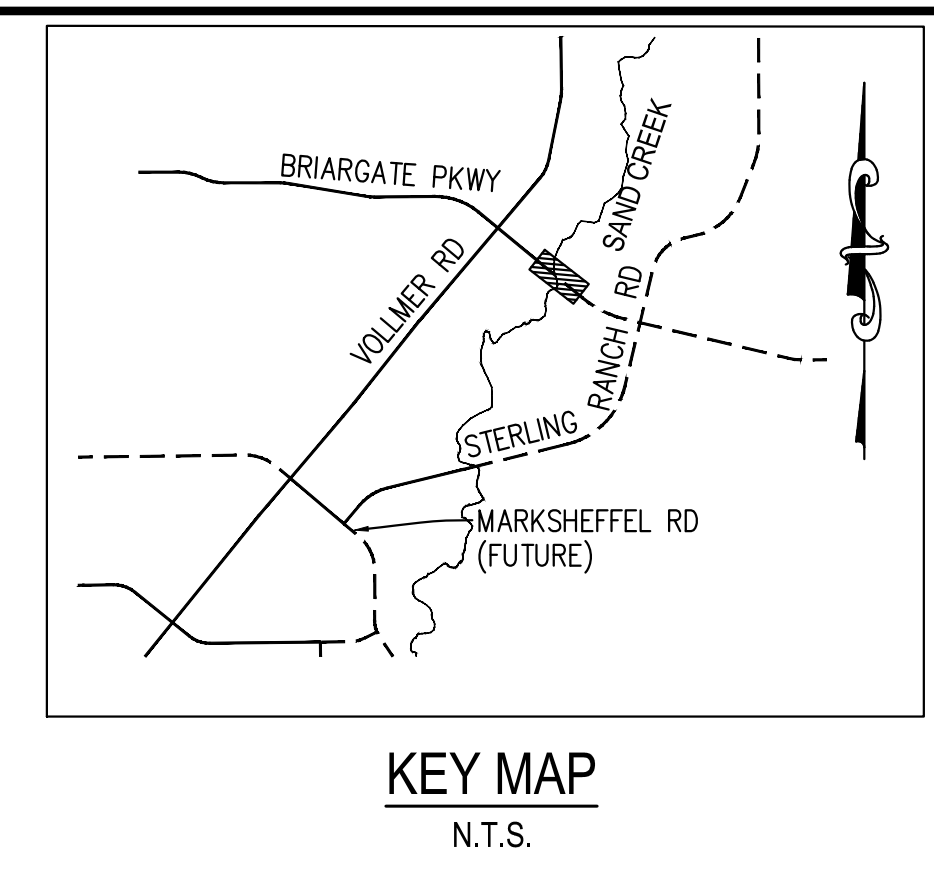 BRIARGATE PKWY
SAND CREEK
VOLLMER RD
STERLING RANCH RD
MARKSHEFFEL RD
(FUTURE)
KEY MAP
N.T.S.